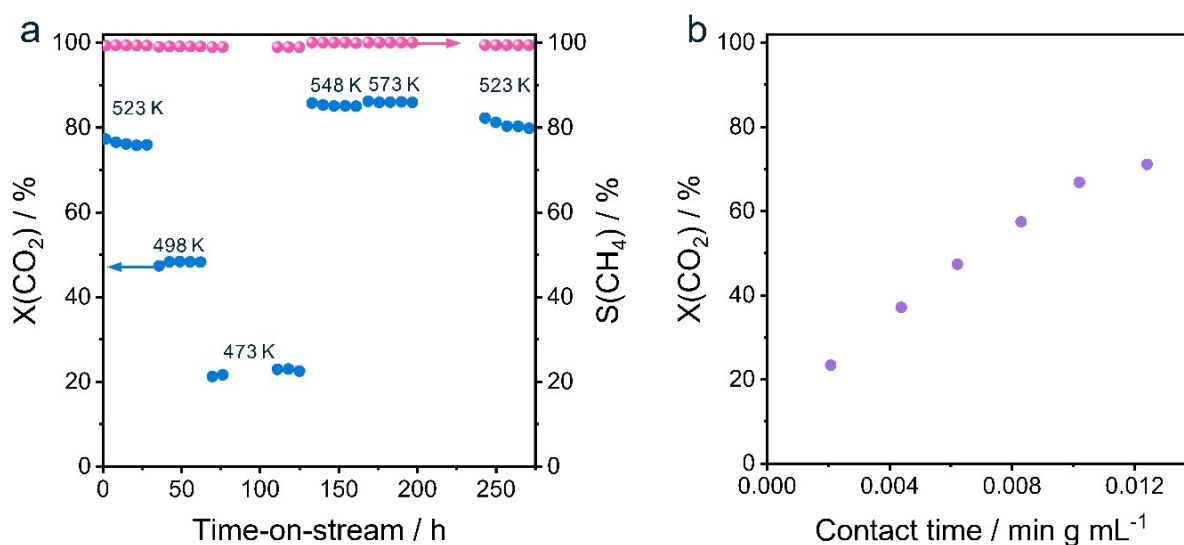 a
100
80
60
40
20
0
X(CO₂) / %
523 K
498 K
473 K
548 K
573 K
523 K
100
80
60
40
20
0
S(CH₄) / %
0
50
100
150
200
250
Time-on-stream / h
b
100
80
60
40
20
0
X(CO₂) / %
0.000
0.004
0.008
0.012
Contact time / min g mL⁻¹